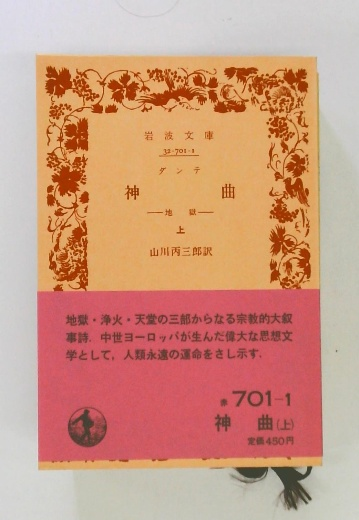 岩波文庫
32-701-1
ダンテ
神曲
―地獄―
上
山川丙三郎訳
地獄・浄火・天堂の三部からなる宗教的大叙
事詩．中世ヨーロッパが生んだ偉大な思想文
学として，人類永遠の運命をさし示す．
赤 701-1
神曲(上)
定価450円